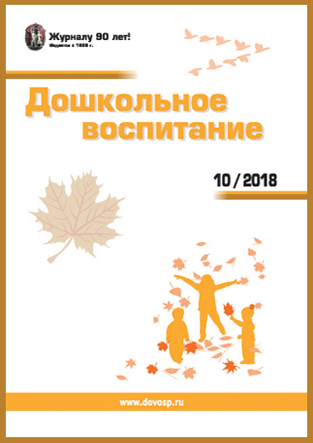 Журналу 90 лет!
Издается с 1928 г.
Дошкольное
воспитание
10/2018
www.dovosp.ru